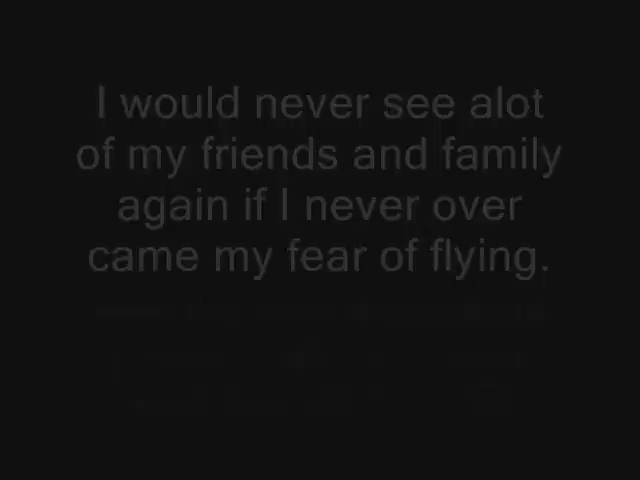 I would never see alot
of my friends and family
again if I never over
came my fear of flying.